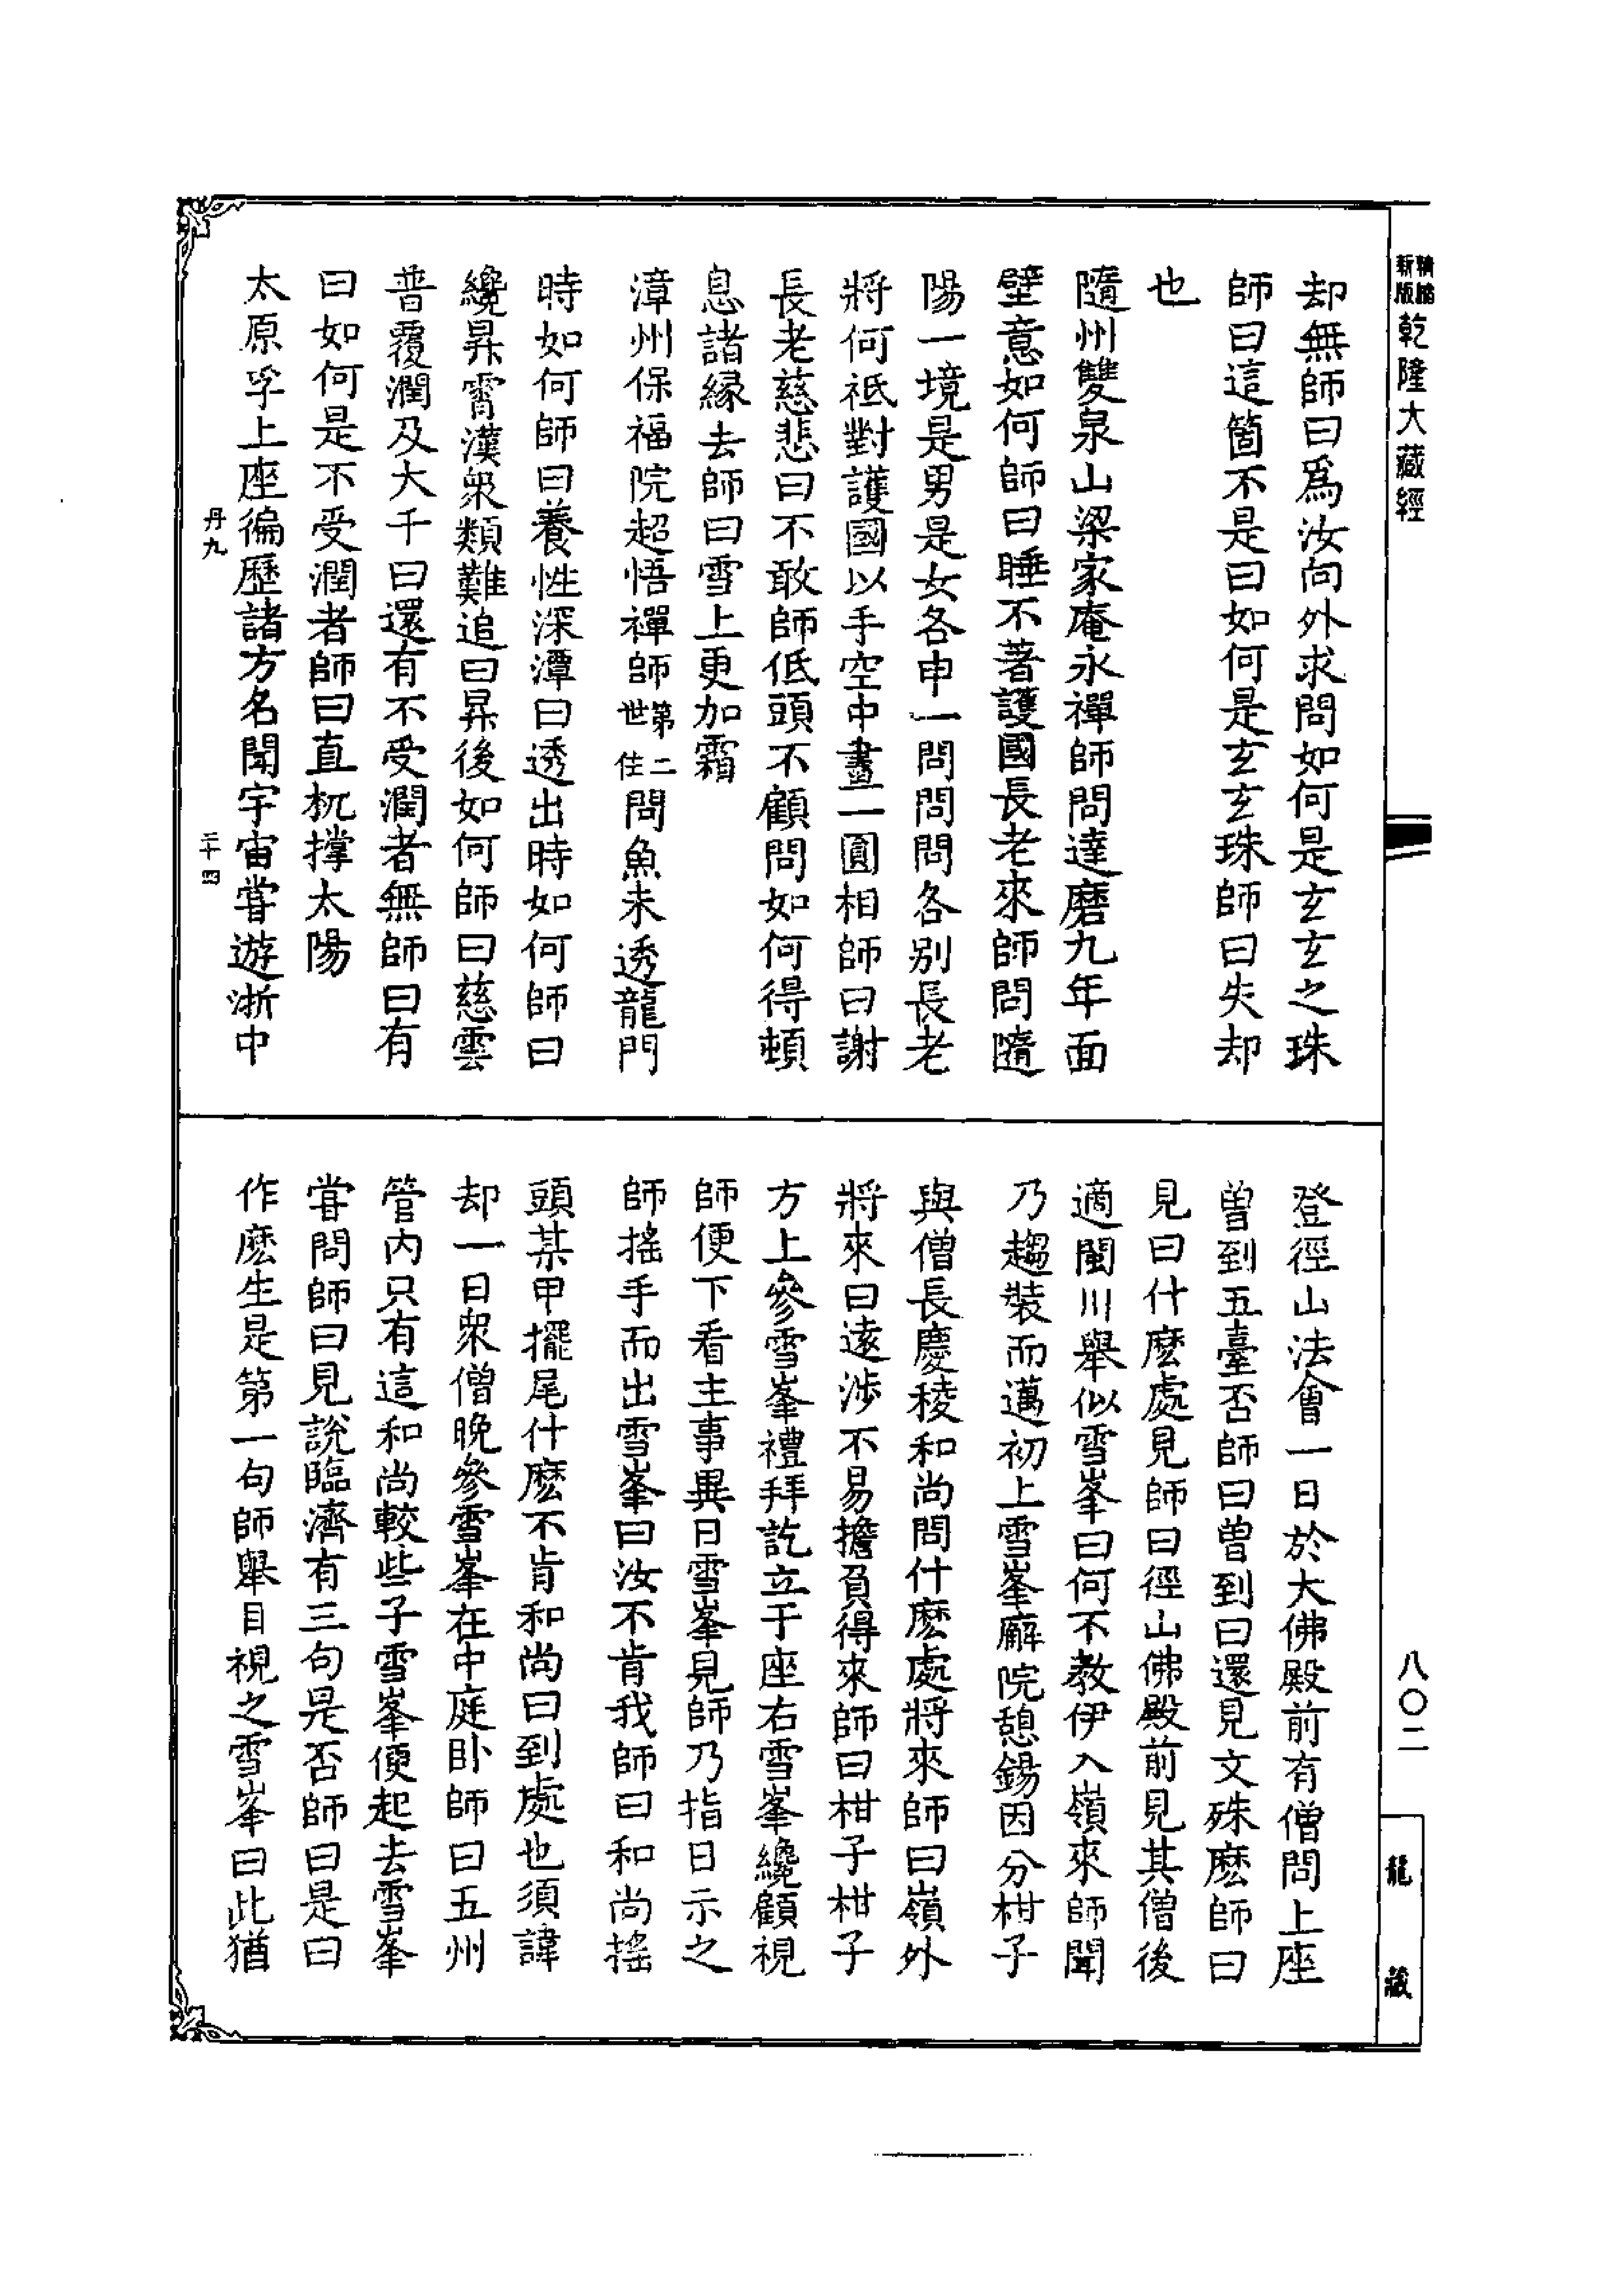 精縮新版乾隆大藏經
却無師曰爲汝向外求問如何是玄玄之珠
師曰這箇不是曰如何是玄玄珠師曰失却
也
隨州雙泉山梁家庵永禪師問達磨九年面
壁意如何師曰睡不著護國長老來師問隨
陽一境是男是女各申一問問問各別長老
將何祗對護國以手空中畫一圓相師曰謝
長老慈悲曰不敢師低頭不顧問如何得頓
息諸縁去師曰雪上更加霜
漳州保福院超悟禪師第二世住問魚未透龍門
時如何師曰養性深潭曰透出時如何師曰
纔昇霄漢衆類難追曰昇後如何師曰慈雲
普覆潤及大千曰還有不受潤者無師曰有
曰如何是不受潤者師曰直杌撑太陽
太原孚上座徧歷諸方名聞宇宙甞遊浙中
丹九
二十四
登徑山法會一日於大佛殿前有僧問上座
曾到五臺否師曰曾到曰還見文殊麽師曰
見曰什麽處見師曰徑山佛殿前見其僧後
適閩川舉似雪峯曰何不教伊入嶺來師聞
乃趨裝而邁初上雪峯廨院憩錫因分柑子
與僧長慶稜和尚問什麽處將來師曰嶺外
將來曰遠涉不易擔負得來師曰柑子柑子
方上參雪峯禮拜訖立于座右雪峯纔顧視
師便下看主事異日雪峯見師乃指日示之
師搖手而出雪峯曰汝不肯我師曰和尚搖
頭某甲擺尾什麽不肯和尚曰到處也須諱
却一日衆僧晚參雪峯在中庭卧師曰五州
管内只有這和尚較些子雪峯便起去雪峯
甞問師曰見說臨濟有三句是否師曰是曰
作麽生是第一句師舉目視之雪峯曰此猶
八〇二
龍藏